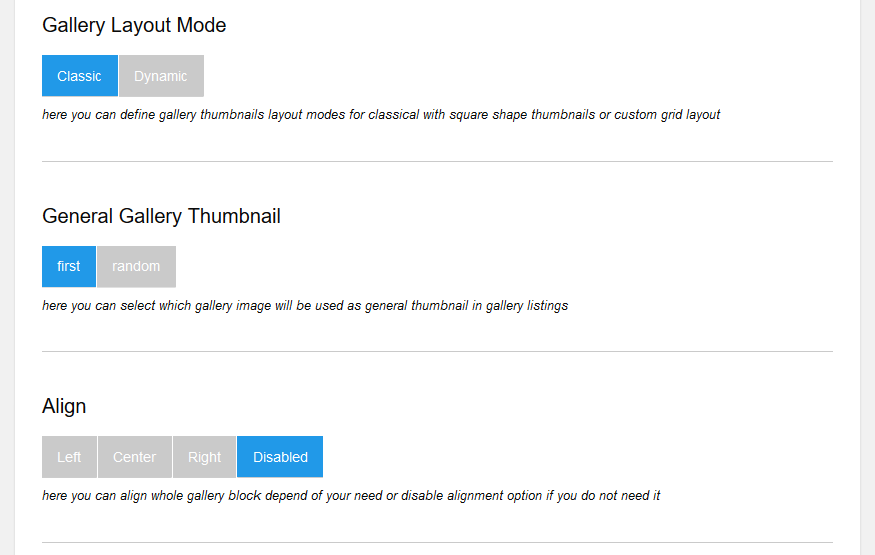 Gallery Layout Mode
Classic Dynamic
here you can define gallery thumbnails layout modes for classical with square shape thumbnails or custom grid layout
General Gallery Thumbnail
first random
here you can select which gallery image will be used as general thumbnail in gallery listings
Align
Left Center Right Disabled
here you can align whole gallery block depend of your need or disable alignment option if you do not need it